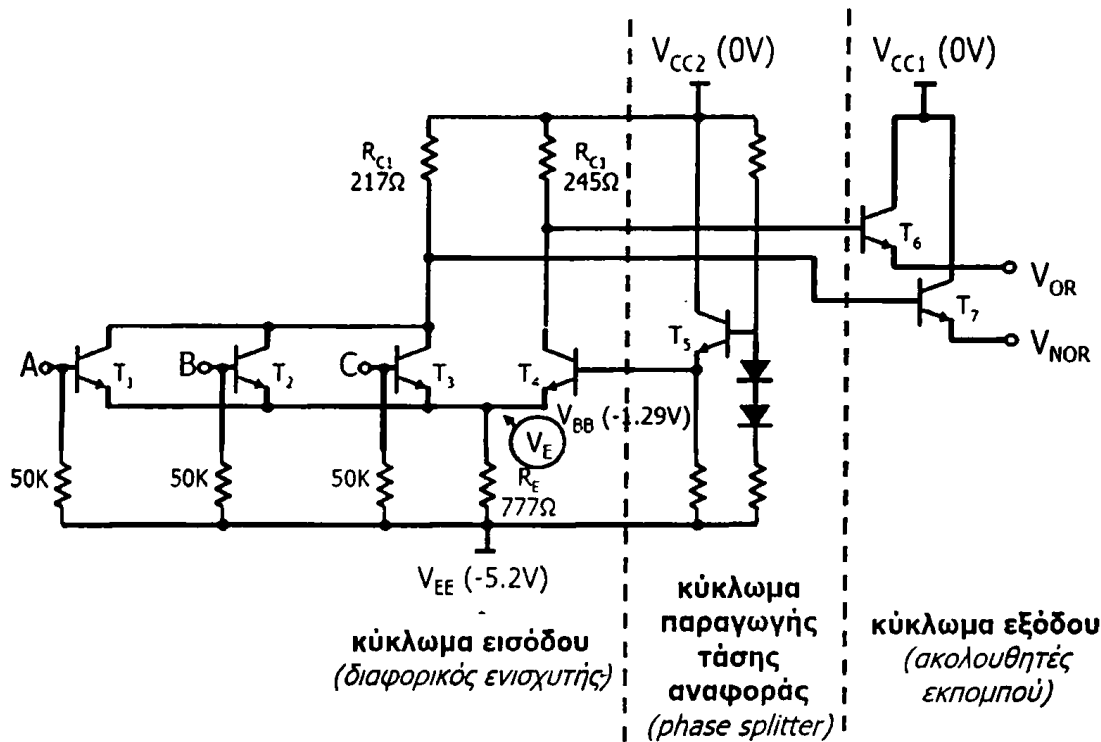 V_CC2 (0V)
V_CC1 (0V)
R_C1
217Ω
R_C1
245Ω
T_6
V_OR
T_7
V_NOR
A
T_1
B
T_2
C
T_3
T_4
T_5
V_BB (-1.29V)
V_E
50K
50K
50K
R_E
777Ω
V_EE (-5.2V)
κύκλωμα εισόδου
(διαφορικός ενισχυτής)
κύκλωμα
παραγωγής
τάσης
αναφοράς
(phase splitter)
κύκλωμα εξόδου
(ακολουθητές
εκπομπού)